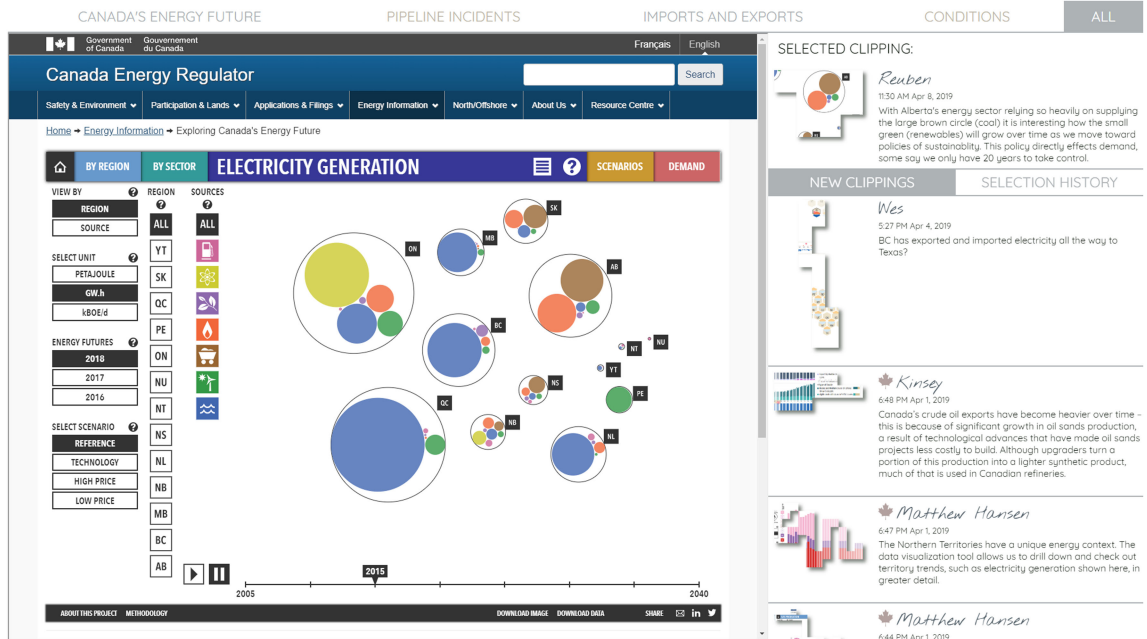 CANADA'S ENERGY FUTURE
PIPELINE INCIDENTS
IMPORTS AND EXPORTS
CONDITIONS
ALL
Government of Canada
Gouvernement du Canada
Français
English
Canada Energy Regulator
Search
Safety & Environment
Participation & Lands
Applications & Filings
Energy Information
North/Offshore
About Us
Resource Centre
Home
Energy Information
Exploring Canada's Energy Future
BY REGION
BY SECTOR
ELECTRICITY GENERATION
?
SCENARIOS
DEMAND
VIEW BY ?
REGION
SOURCE
SELECT UNIT ?
PETAJOULE
GW.h
kBOE/d
ENERGY FUTURES ?
2018
2017
2016
SELECT SCENARIO ?
REFERENCE
TECHNOLOGY
HIGH PRICE
LOW PRICE
REGION
?
ALL
YT
SK
QC
PE
ON
NU
NT
NS
NL
NB
MB
BC
AB
SOURCES
?
ALL
SK
MB
ON
AB
BC
NU
NT
YT
NS
PE
QC
NB
NL
2015
2005
2040
ABOUT THIS PROJECT
METHODOLOGY
DOWNLOAD IMAGE
DOWNLOAD DATA
SHARE
SELECTED CLIPPING:
Reuben
11:30 AM Apr 8, 2019
With Alberta's energy sector relying so heavily on supplying
the large brown circle (coal) it is interesting how the small
green (renewables) will grow over time as we move toward
policies of sustainablity. This policy directly effects demand,
some say we only have 20 years to take control.
NEW CLIPPINGS
SELECTION HISTORY
Wes
5:27 PM Apr 4, 2019
BC has exported and imported electricity all the way to
Texas?
Kinsey
6:48 PM Apr 1, 2019
Canada's crude oil exports have become heavier over time –
this is because of significant growth in oil sands production,
a result of technological advances that have made oil sands
projects less costly to build. Although upgraders turn a
portion of this production into a lighter synthetic product,
much of that is used in Canadian refineries.
Matthew Hansen
6:47 PM Apr 1, 2019
The Northern Territories have a unique energy context. The
data visualization tool allows us to drill down and check out
territory trends, such as electricity generation shown here, in
greater detail.
Matthew Hansen
6:44 PM Apr 1, 2019